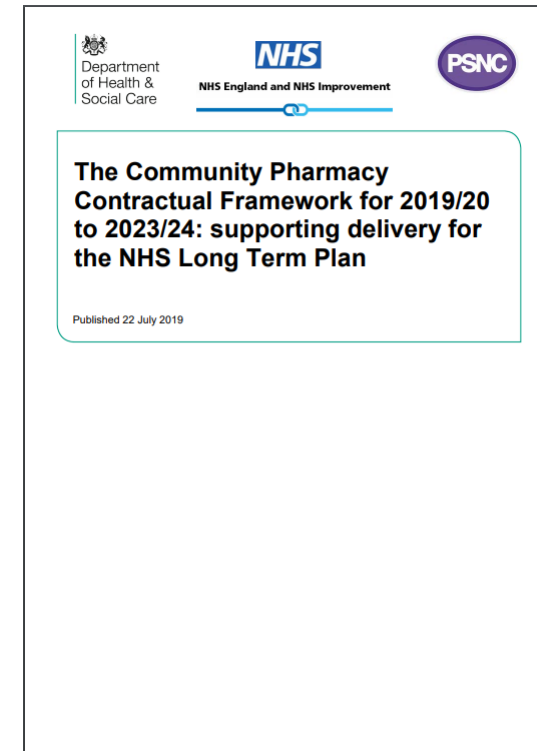 Department
of Health &
Social Care
NHS
NHS England and NHS Improvement
PSNC
The Community Pharmacy
Contractual Framework for 2019/20
to 2023/24: supporting delivery for
the NHS Long Term Plan
Published 22 July 2019